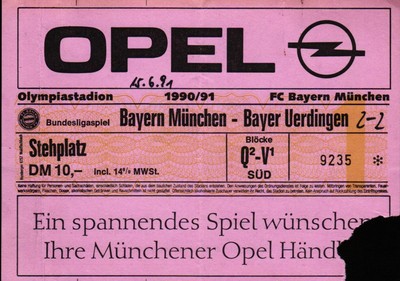 OPEL
15.6.91
Olympiastadion 1990/91 FC Bayern München
Bundesligaspiel Bayern München - Bayer Uerdingen 2-2
Stehplatz
DM 10,– incl. 14% MWSt.
Blöcke
Q²-V¹
SÜD
9235 *
Ein spannendes Spiel wünschen
Ihre Münchener Opel Händl